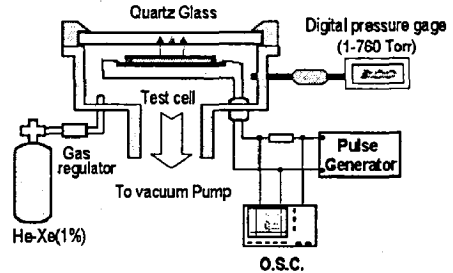 Quartz Glass
Digital pressure gage
(1-760 Torr)
Test cell
Gas
regulator
To vacuum Pump
Pulse
Generator
He-Xe(1%)
O.S.C.